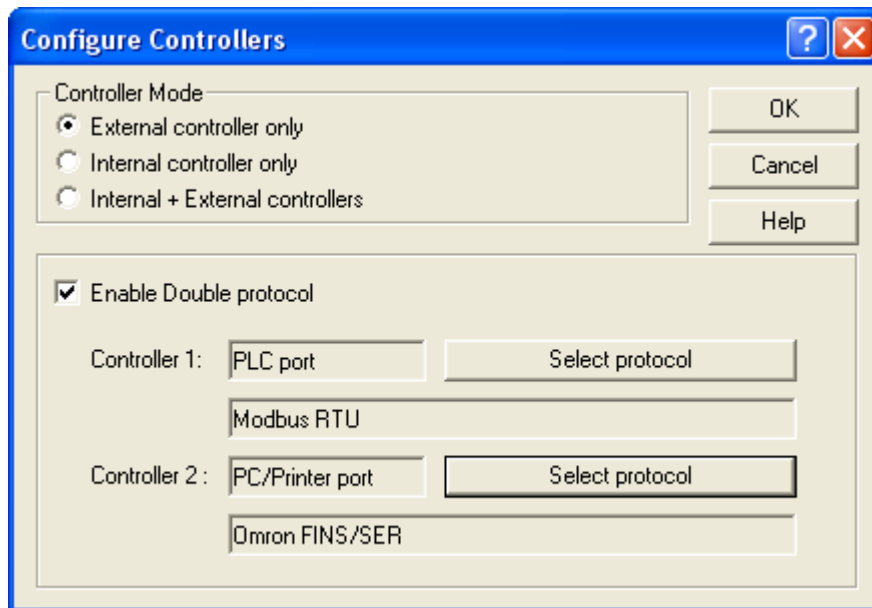 Configure Controllers
Controller Mode
External controller only
Internal controller only
Internal + External controllers
OK
Cancel
Help
Enable Double protocol
Controller 1: PLC port Select protocol
Modbus RTU
Controller 2 : PC/Printer port Select protocol
Omron FINS/SER